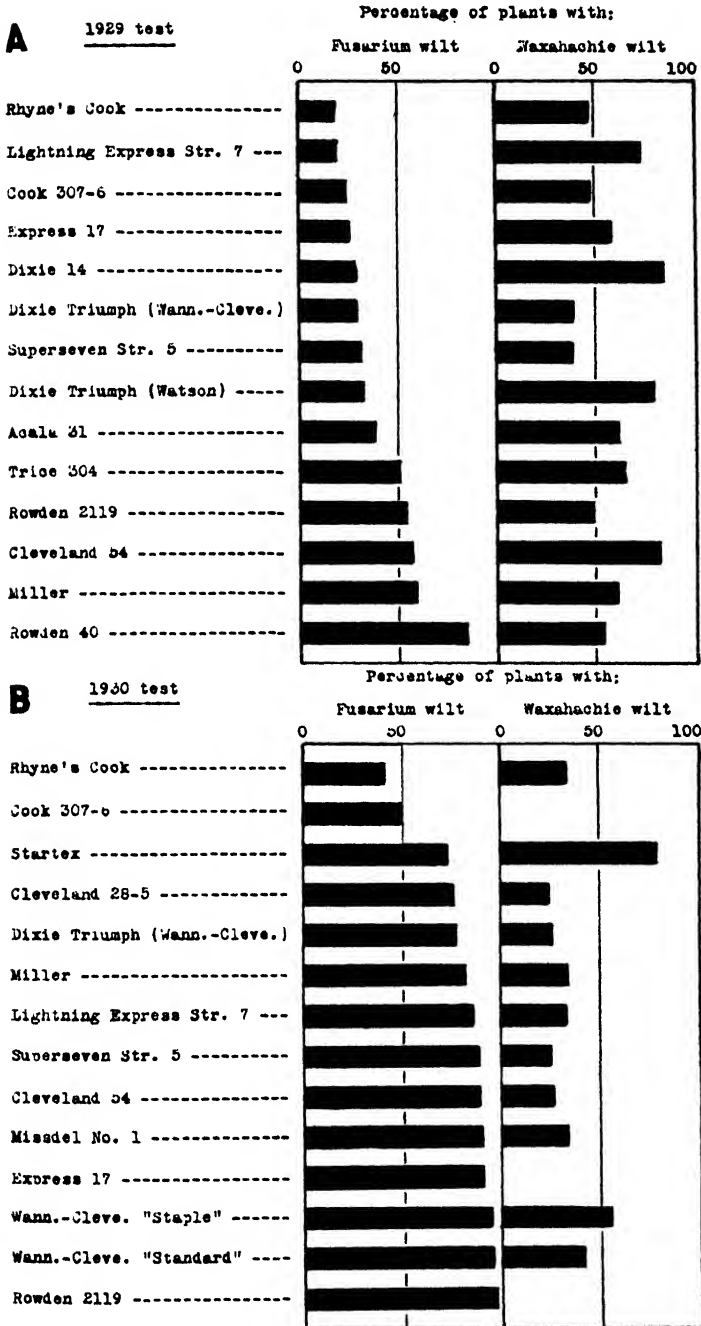 A 1929 test
Percentage of plants with:
Fusarium wilt Waxahachie wilt
0 50 0 50 100
Rhyne's Cook
Lightning Express Str. 7
Cook 307-6
Express 17
Dixie 14
Dixie Triumph (Wann.-Cleve.)
Superseven Str. 5
Dixie Triumph (Watson)
Acala 31
Trice 304
Rowden 2119
Cleveland 54
Miller
Rowden 40
B 1930 test
Percentage of plants with:
Fusarium wilt Waxahachie wilt
0 50 0 50 100
Rhyne's Cook
Cook 307-6
Startex
Cleveland 28-5
Dixie Triumph (Wann.-Cleve.)
Miller
Lightning Express Str. 7
Superseven Str. 5
Cleveland 54
Missdel No. 1
Express 17
Wann.-Cleve. "Staple"
Wann.-Cleve. "Standard"
Rowden 2119